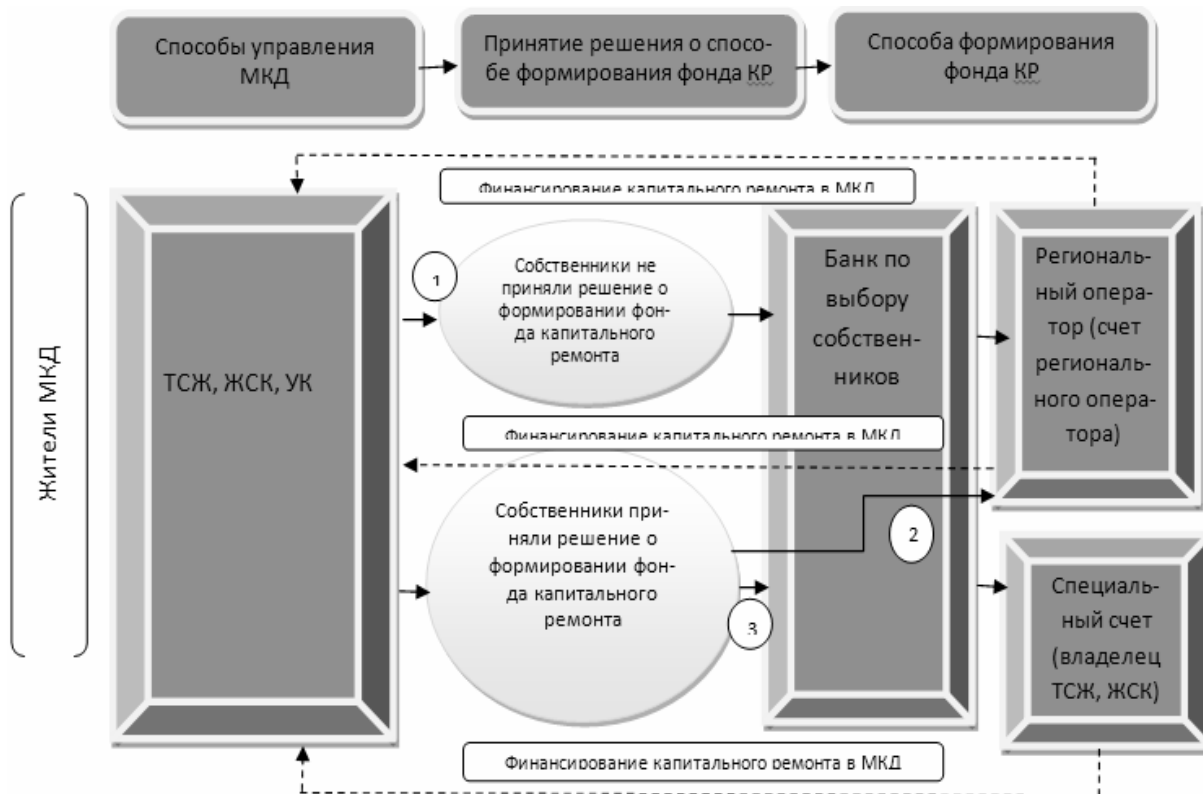 Способы управления
МКД
Принятие решения о спосо-
бе формирования фонда КР
Способа формирования
фонда КР
Финансирование капитального ремонта в МКД
Жители МКД
ТСЖ, ЖСК, УК
1
Собственники не
приняли решение о
формировании фон-
да капитального
ремонта
Банк по
выбору
собствен-
ников
Региональ-
ный опера-
тор (счет
региональ-
ного опера-
тора)
Финансирование капитального ремонта в МКД
Собственники при-
няли решение о
формировании фон-
да капитального
ремонта
2
3
Специаль-
ный счет
(владелец
ТСЖ, ЖСК)
Финансирование капитального ремонта в МКД